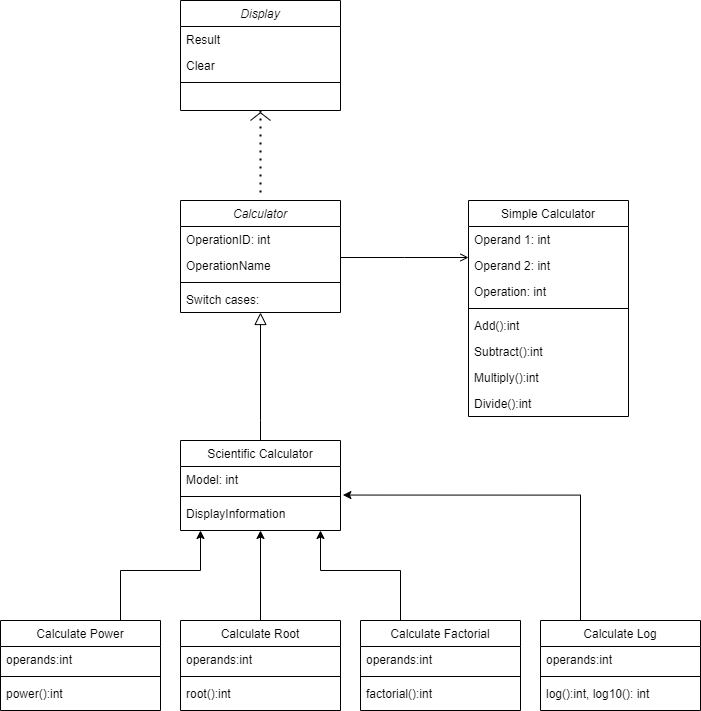 Display
Result
Clear
Calculator
OperationID: int
OperationName
Switch cases:
Simple Calculator
Operand 1: int
Operand 2: int
Operation: int
Add():int
Subtract():int
Multiply():int
Divide():int
Scientific Calculator
Model: int
DisplayInformation
Calculate Power
operands:int
power():int
Calculate Root
operands:int
root():int
Calculate Factorial
operands:int
factorial():int
Calculate Log
operands:int
log():int, log10(): int